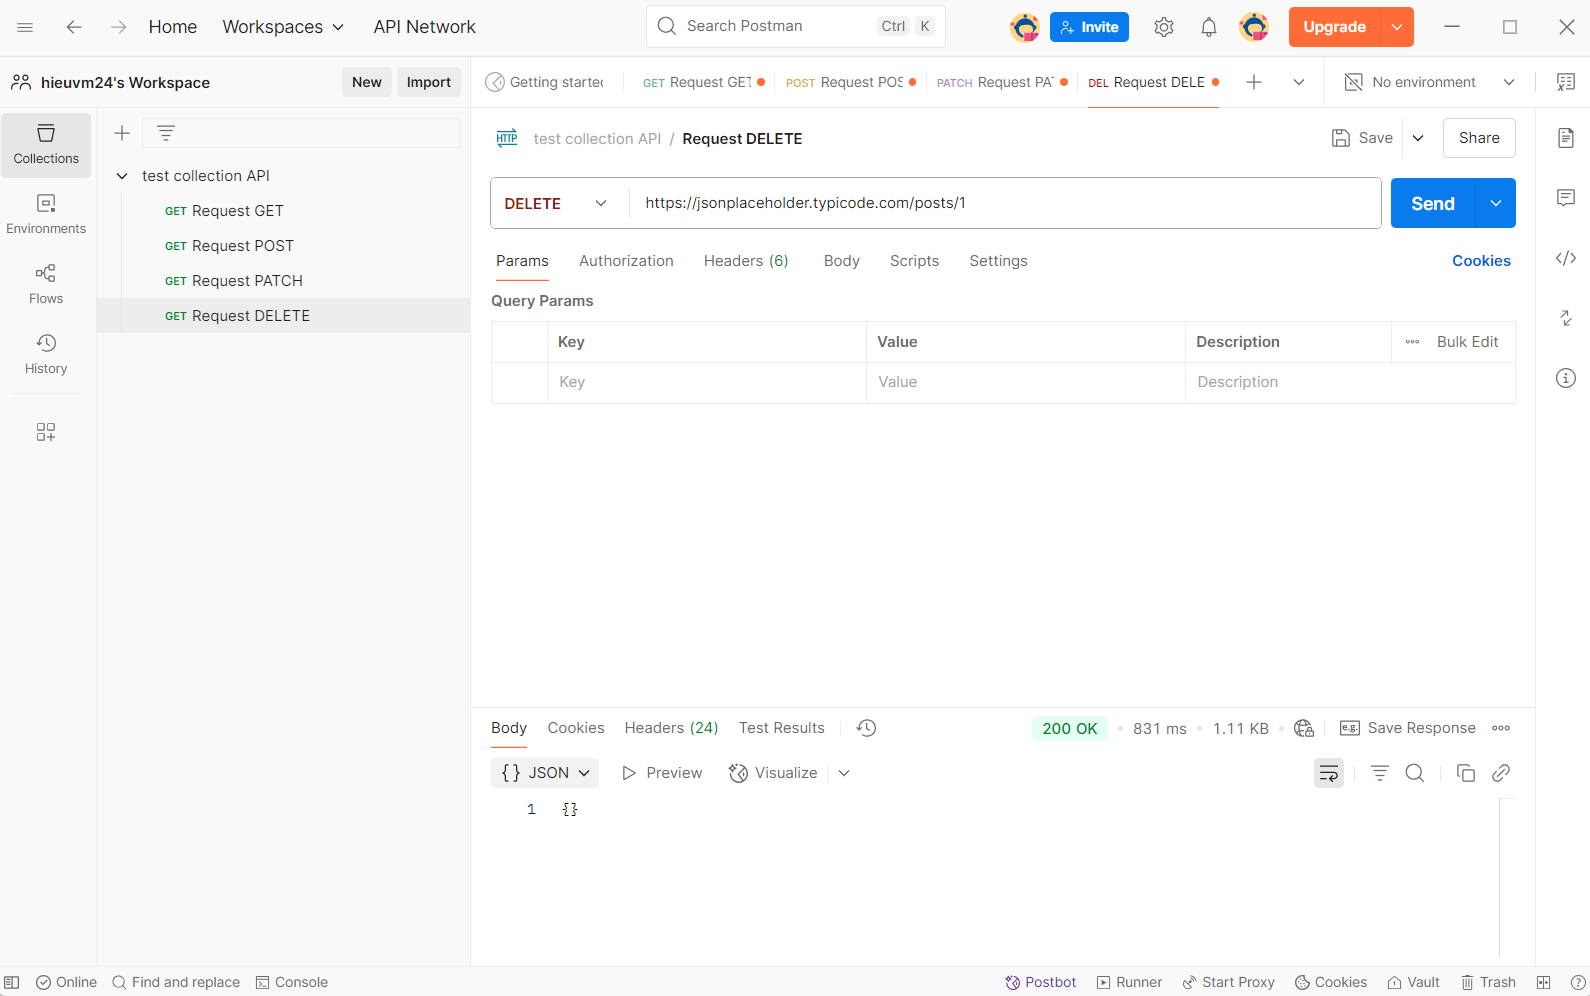 Home Workspaces API Network Search Postman Ctrl K Invite Upgrade
hieuvm24's Workspace New Import Getting started GET Request GET POST Request POS PATCH Request PA DEL Request DELE No environment
Collections
Environments
Flows
History
test collection API
GET Request GET
GET Request POST
GET Request PATCH
GET Request DELETE
HTTP test collection API / Request DELETE Save Share
DELETE https://jsonplaceholder.typicode.com/posts/1 Send
Params Authorization Headers (6) Body Scripts Settings Cookies
Query Params
Key Value Description Bulk Edit
Key Value Description
Body Cookies Headers (24) Test Results 200 OK • 831 ms • 1.11 KB • e.g. Save Response
{} JSON Preview Visualize
1 {}
Online Find and replace Console Postbot Runner Start Proxy Cookies Vault Trash